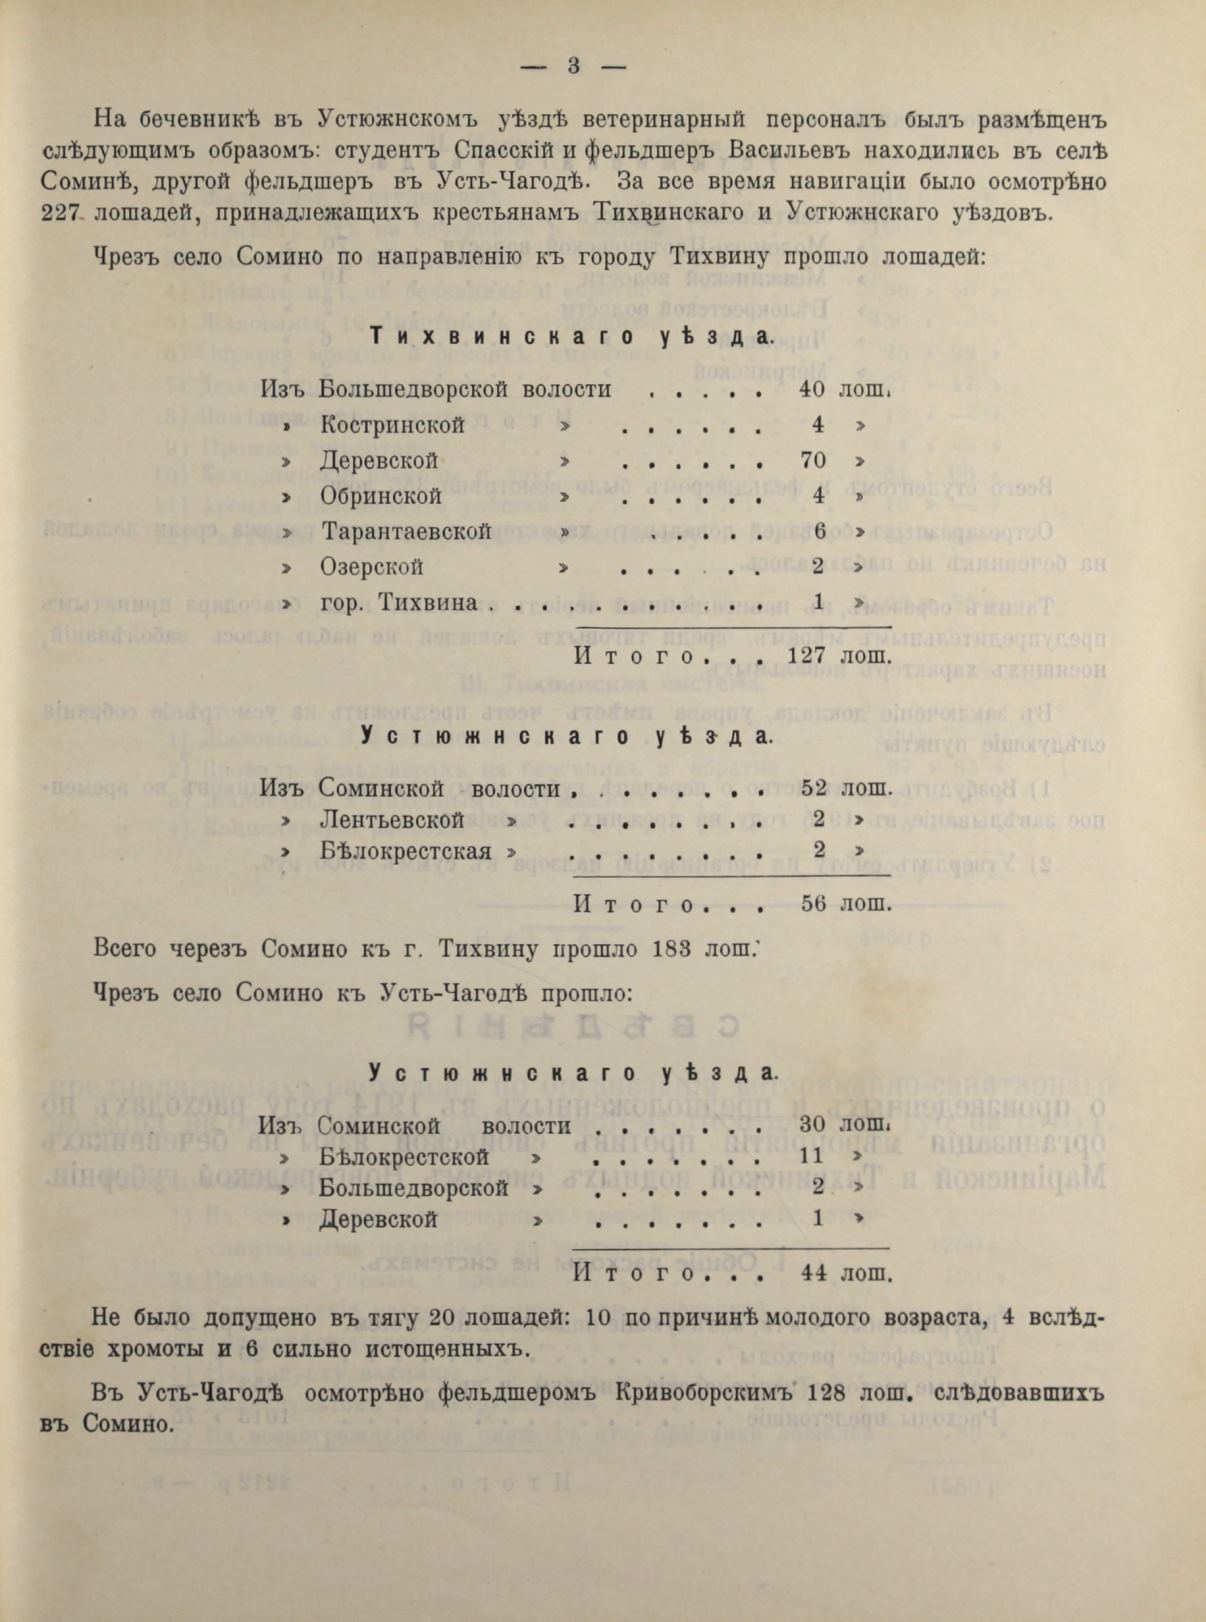 — 3 —
На бечевникѣ въ Устюжнскомъ уѣздѣ ветеринарный персоналъ былъ размѣщенъ
слѣдующимъ образомъ: студентъ Спасскій и фельдшеръ Васильевъ находились въ селѣ
Соминѣ, другой фельдшеръ въ Усть-Чагодѣ. За все время навигаціи было осмотрѣно
227 лошадей, принадлежащихъ крестьянамъ Тихвинскаго и Устюжнскаго уѣздовъ.
Чрезъ село Сомино по направленію къ городу Тихвину прошло лошадей:
Тихвинскаго уѣзда.
Изъ Большедворской волости . . . . . 40 лош.
» Костринской » . . . . . . 4 »
» Деревской » . . . . . . 70 »
» Обринской » . . . . . . 4 »
» Тарантаевской » . . . . . 6 »
» Озерской » . . . . . . 2 »
» гор. Тихвина . . . . . . . . . . . 1 »
Итого. . . 127 лош.
Устюжнскаго уѣзда.
Изъ Соминской волости . . . . . . . . 52 лош.
» Лентьевской » . . . . . . . . 2 »
» Бѣлокрестская » . . . . . . . . 2 »
Итого. . . 56 лош.
Всего черезъ Сомино къ г. Тихвину прошло 183 лош.
Чрезъ село Сомино къ Усть-Чагодѣ прошло:
Устюжнскаго уѣзда.
Изъ Соминской волости . . . . . . . 30 лош.
» Бѣлокрестской » . . . . . . . 11 »
» Большедворской » . . . . . . . 2 »
» Деревской » . . . . . . . 1 »
Итого. . . 44 лош.
Не было допущено въ тягу 20 лошадей: 10 по причинѣ молодого возраста, 4 вслѣд-
ствіе хромоты и 6 сильно истощенныхъ.
Въ Усть-Чагодѣ осмотрѣно фельдшеромъ Кривоборскимъ 128 лош. слѣдовавшихъ
въ Сомино.